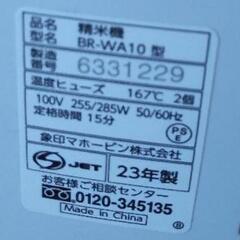 品名 精米機
型名 BR-WA10 型
製造番号 6331229
温度ヒューズ 167℃ 2個
100V 255/285W 50/60Hz
定格時間 15分
PSE
象印マホービン株式会社
S JET 23年製
お客様ご相談センター
0120-345135
Made in China
®